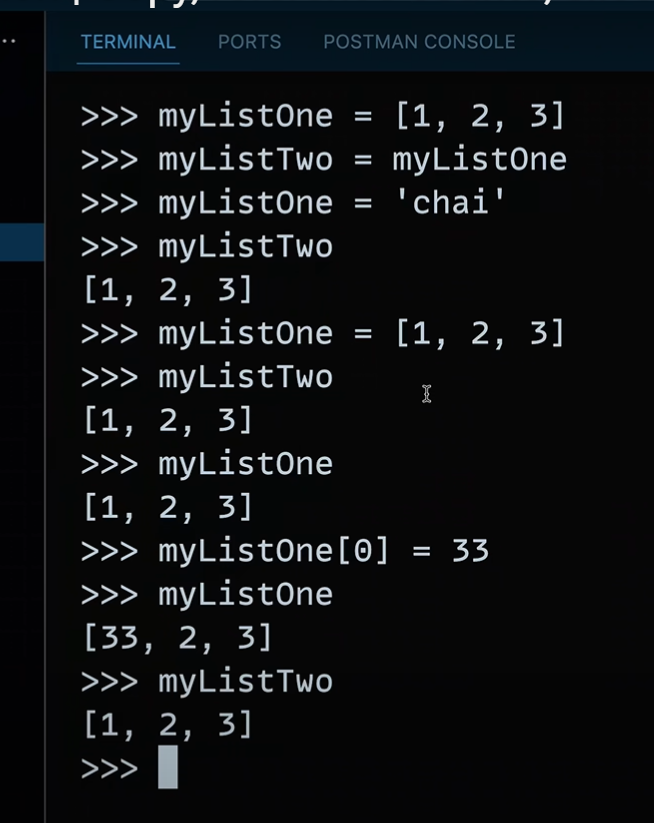 TERMINAL PORTS POSTMAN CONSOLE
>>> myListOne = [1, 2, 3]
>>> myListTwo = myListOne
>>> myListOne = 'chai'
>>> myListTwo
[1, 2, 3]
>>> myListOne = [1, 2, 3]
>>> myListTwo
[1, 2, 3]
>>> myListOne
[1, 2, 3]
>>> myListOne[0] = 33
>>> myListOne
[33, 2, 3]
>>> myListTwo
[1, 2, 3]
>>>